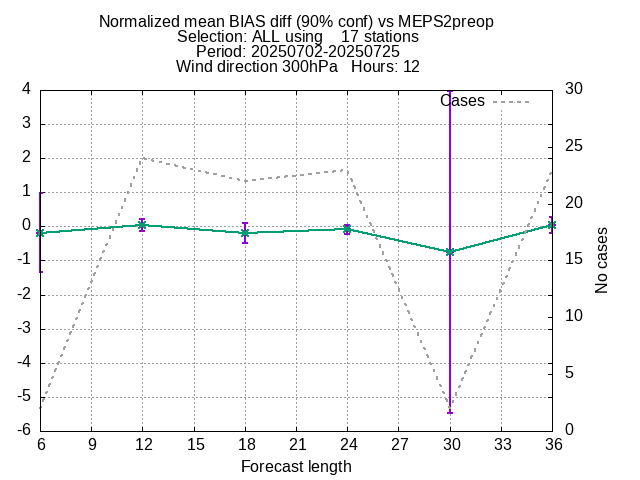 Normalized mean BIAS diff (90% conf) vs MEPS2preop
Selection: ALL using    17 stations
Period: 20250702-20250725
Wind direction 300hPa   Hours: 12
Cases
4
3
2
1
0
-1
-2
-3
-4
-5
-6
30
25
20
15
10
5
0
No cases
6 9 12 15 18 21 24 27 30 33 36
Forecast length